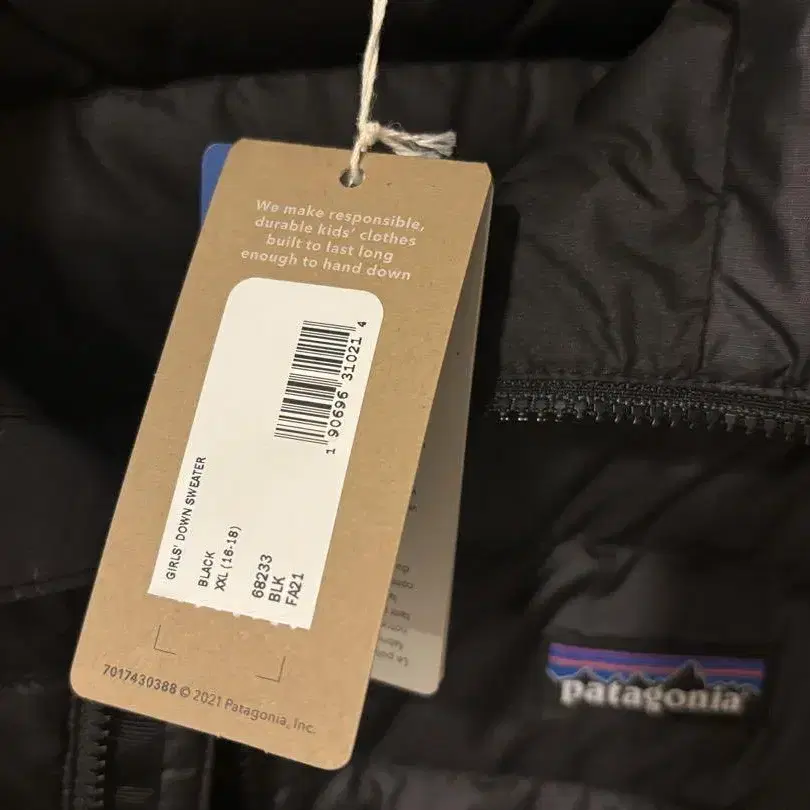 We make responsible,
durable kids' clothes
built to last long
enough to hand down
1 90696 31021 4
GIRLS' DOWN SWEATER
BLACK
XXL (16-18)
68233
BLK
FA21
7017430388 © 2021 Patagonia, Inc.
patagonia